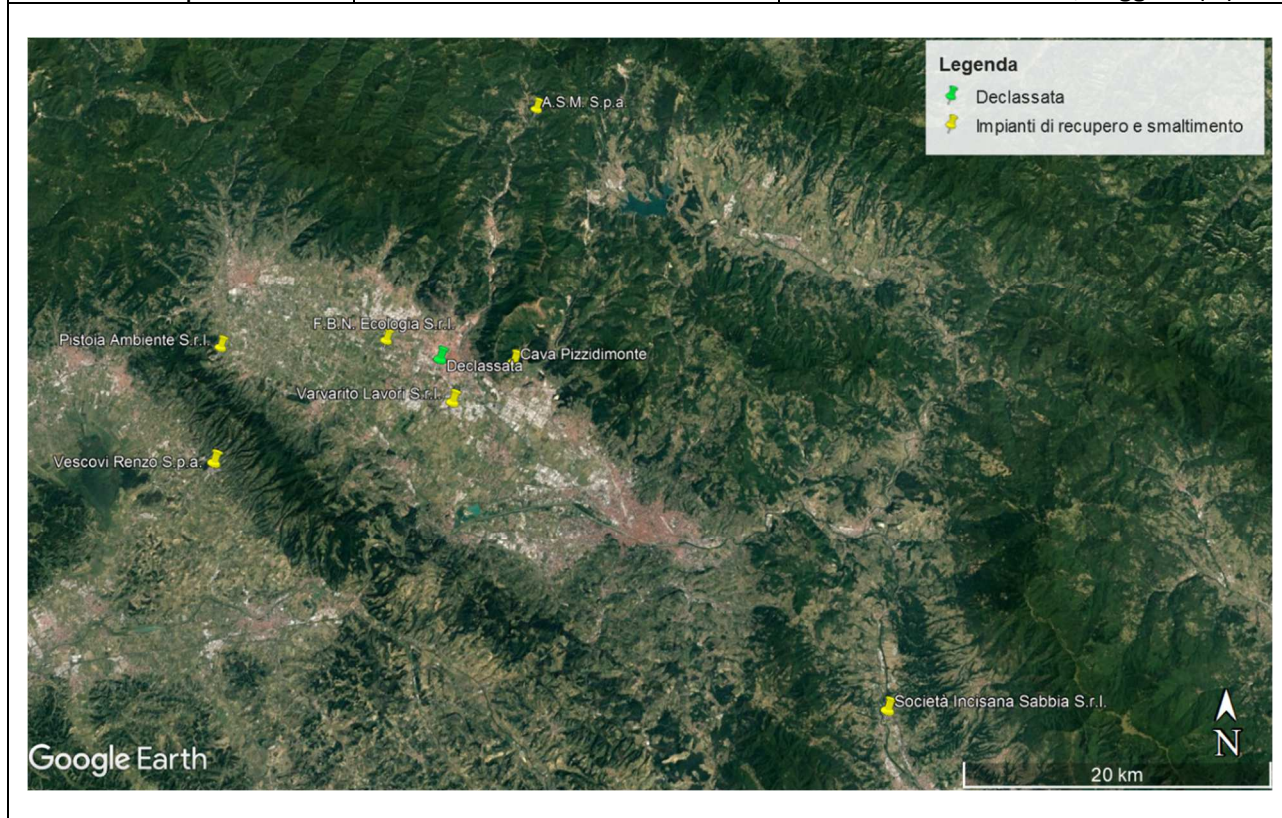 Legenda
Declassata
Impianti di recupero e smaltimento
A.S.M. S.p.a.
F.B.N. Ecologia S.r.l.
Pistoia Ambiente S.r.l.
Cava Pizzidimonte
Declassata
Varvarito Lavori S.r.l.
Vescovi Renzo S.p.a.
Società Incisana Sabbia S.r.l.
N
Google Earth
20 km